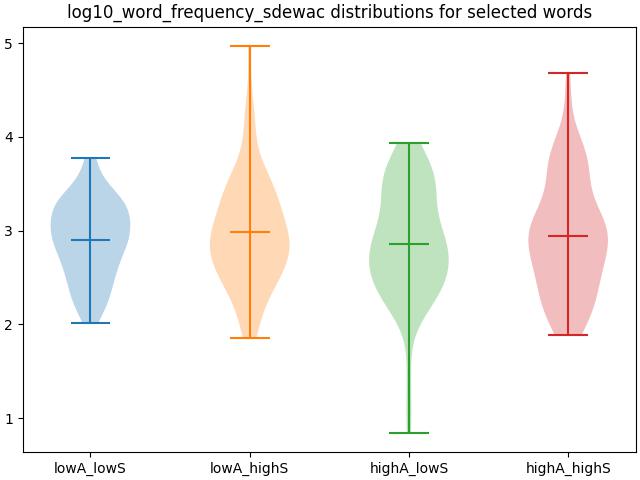 log10_word_frequency_sdewac distributions for selected words
5
4
3
2
1
lowA_lowS
lowA_highS
highA_lowS
highA_highS